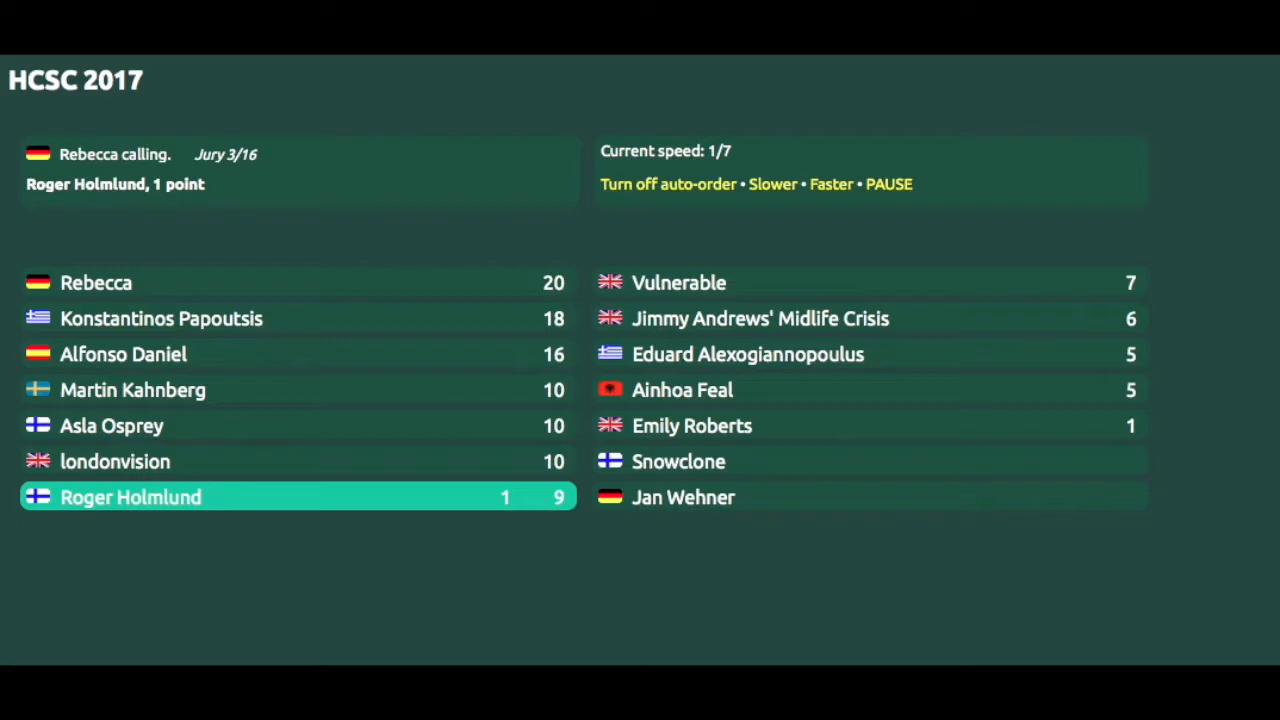 HCSC 2017
Rebecca calling. Jury 3/16
Roger Holmlund, 1 point
Current speed: 1/7
Turn off auto-order • Slower • Faster • PAUSE
Rebecca 20
Konstantinos Papoutsis 18
Alfonso Daniel 16
Martin Kahnberg 10
Asla Osprey 10
londonvision 10
Roger Holmlund 1 9
Vulnerable 7
Jimmy Andrews' Midlife Crisis 6
Eduard Alexogiannopoulus 5
Ainhoa Feal 5
Emily Roberts 1
Snowclone
Jan Wehner